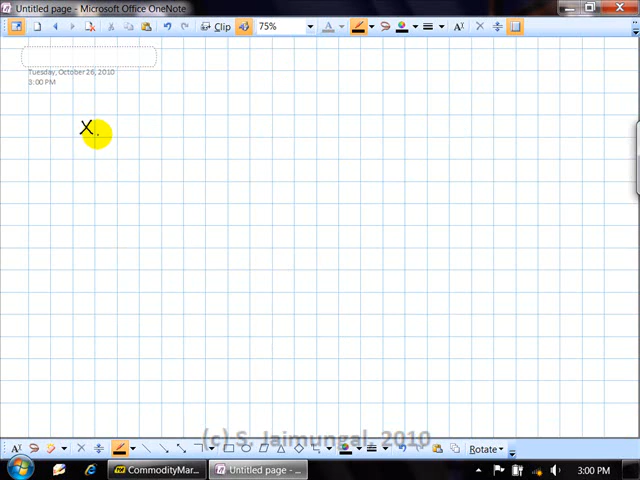 Untitled page - Microsoft Office OneNote
Clip
75%
Tuesday, October 26, 2010
3:00 PM
X
(c) S. Jaimungal, 2010
Rotate
CommodityMar...
Untitled page - ...
3:00 PM